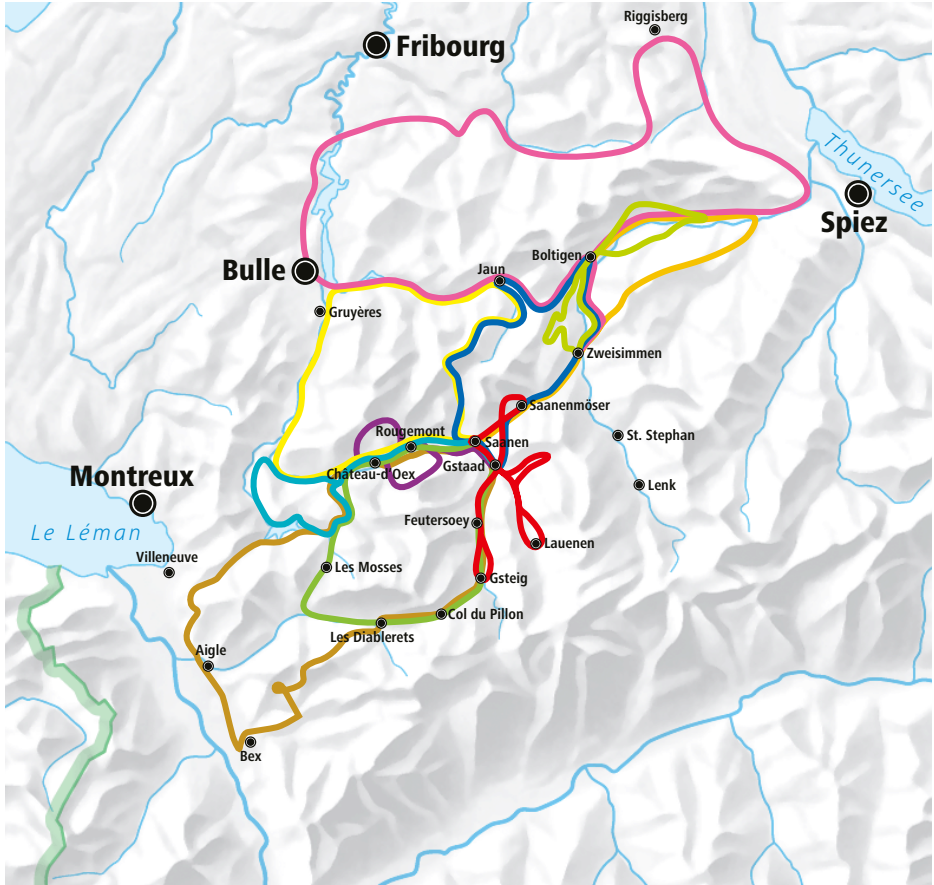 Riggisberg
Fribourg
Thunersee
Spiez
Boltigen
Bulle
Jaun
Gruyères
Zweisimmen
Saanenmöser
Rougemont
Saanen
St. Stephan
Château-d'Oex
Gstaad
Montreux
Lenk
Le Léman
Feutersoey
Lauenen
Villeneuve
Les Mosses
Gsteig
Col du Pillon
Les Diablerets
Aigle
Bex